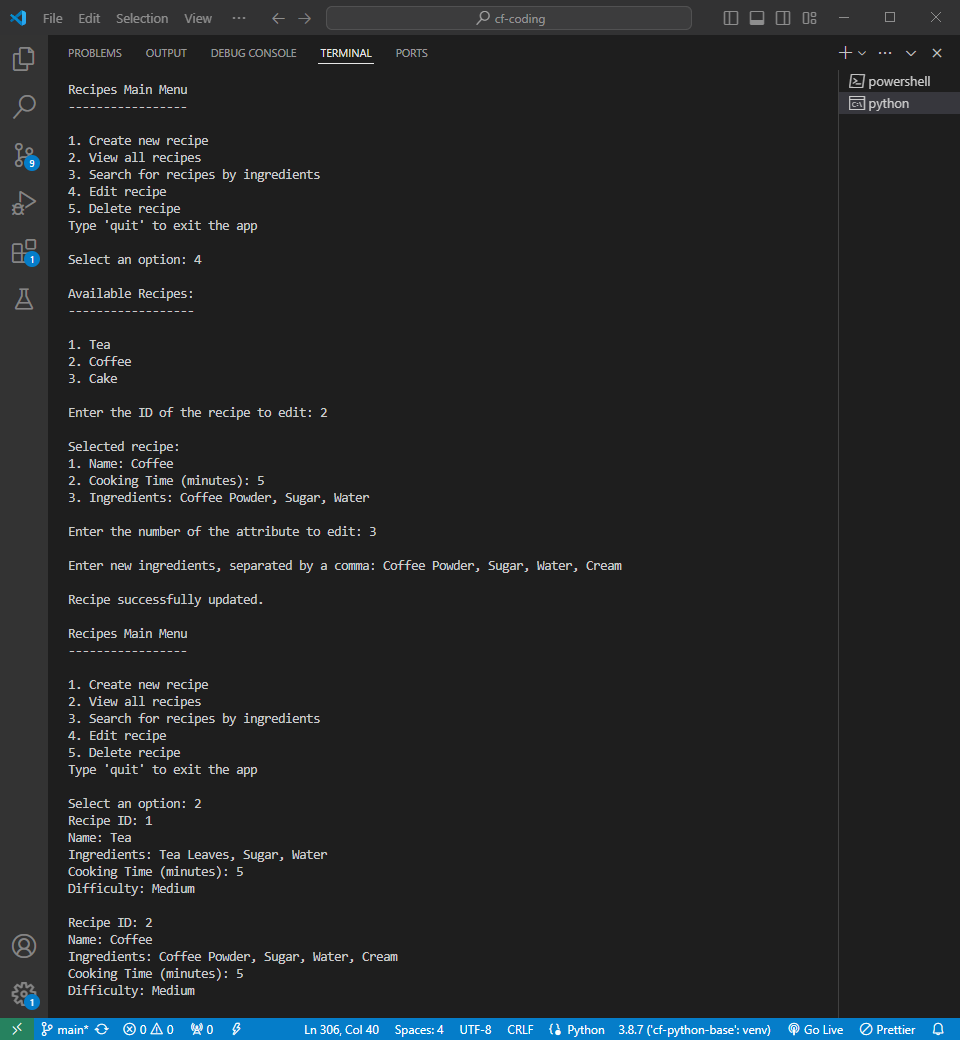 File Edit Selection View ··· cf-coding
PROBLEMS OUTPUT DEBUG CONSOLE TERMINAL PORTS
powershell
python
9
1
1
Recipes Main Menu
-----------------
1. Create new recipe
2. View all recipes
3. Search for recipes by ingredients
4. Edit recipe
5. Delete recipe
Type 'quit' to exit the app
Select an option: 4
Available Recipes:
------------------
1. Tea
2. Coffee
3. Cake
Enter the ID of the recipe to edit: 2
Selected recipe:
1. Name: Coffee
2. Cooking Time (minutes): 5
3. Ingredients: Coffee Powder, Sugar, Water
Enter the number of the attribute to edit: 3
Enter new ingredients, separated by a comma: Coffee Powder, Sugar, Water, Cream
Recipe successfully updated.
Recipes Main Menu
-----------------
1. Create new recipe
2. View all recipes
3. Search for recipes by ingredients
4. Edit recipe
5. Delete recipe
Type 'quit' to exit the app
Select an option: 2
Recipe ID: 1
Name: Tea
Ingredients: Tea Leaves, Sugar, Water
Cooking Time (minutes): 5
Difficulty: Medium
Recipe ID: 2
Name: Coffee
Ingredients: Coffee Powder, Sugar, Water, Cream
Cooking Time (minutes): 5
Difficulty: Medium
main* 0 0 0 Ln 306, Col 40 Spaces: 4 UTF-8 CRLF Python 3.8.7 ('cf-python-base': venv) Go Live Prettier